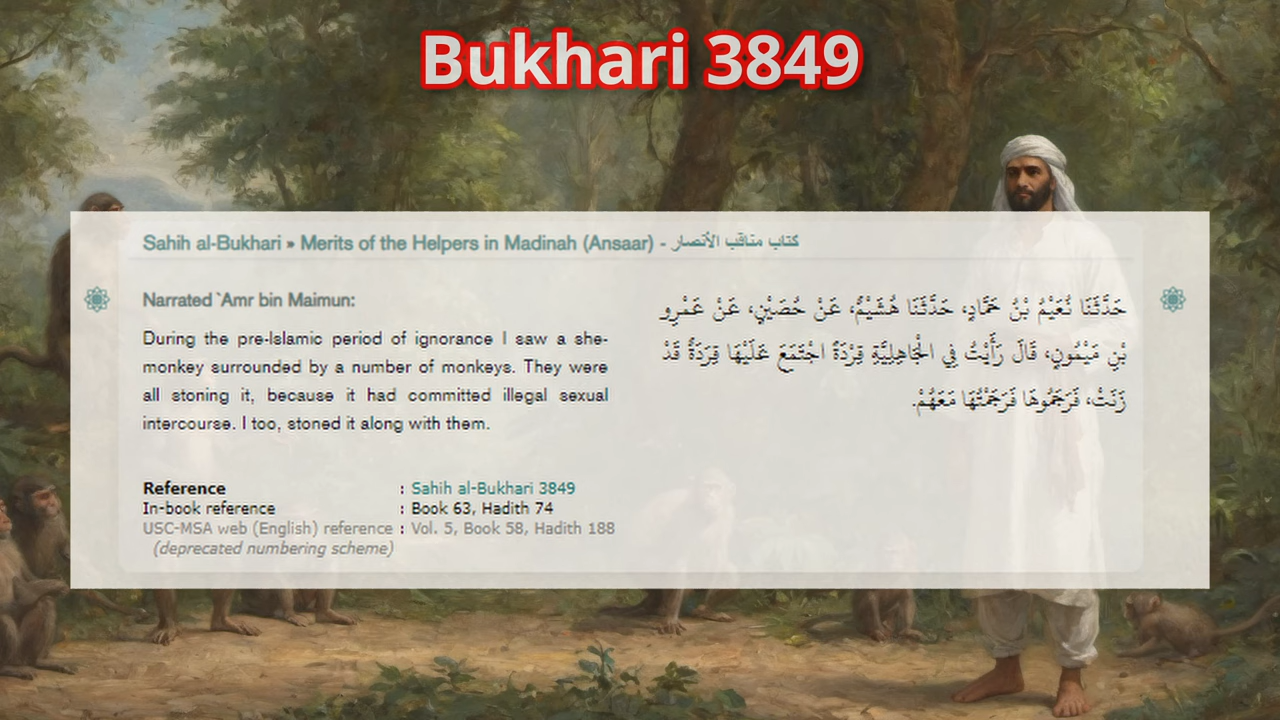 Bukhari 3849
Sahih al-Bukhari » Merits of the Helpers in Madinah (Ansaar) - كتاب مناقب الأنصار
Narrated `Amr bin Maimun:
During the pre-Islamic period of ignorance I saw a she-
monkey surrounded by a number of monkeys. They were
all stoning it, because it had committed illegal sexual
intercourse. I too, stoned it along with them.
حَدَّثَنَا نُعَيْمُ بْنُ حَمَّادٍ، حَدَّثَنَا هُشَيْمٌ، عَنْ حُصَيْنٍ، عَنْ عَمْرِو
بْنِ مَيْمُونٍ، قَالَ رَأَيْتُ فِي الْجَاهِلِيَّةِ قِرْدَةً اجْتَمَعَ عَلَيْهَا قِرَدَةٌ قَدْ
زَنَتْ، فَرَجَمُوهَا فَرَجَمْتُهَا مَعَهُمْ.
Reference : Sahih al-Bukhari 3849
In-book reference : Book 63, Hadith 74
USC-MSA web (English) reference : Vol. 5, Book 58, Hadith 188
(deprecated numbering scheme)